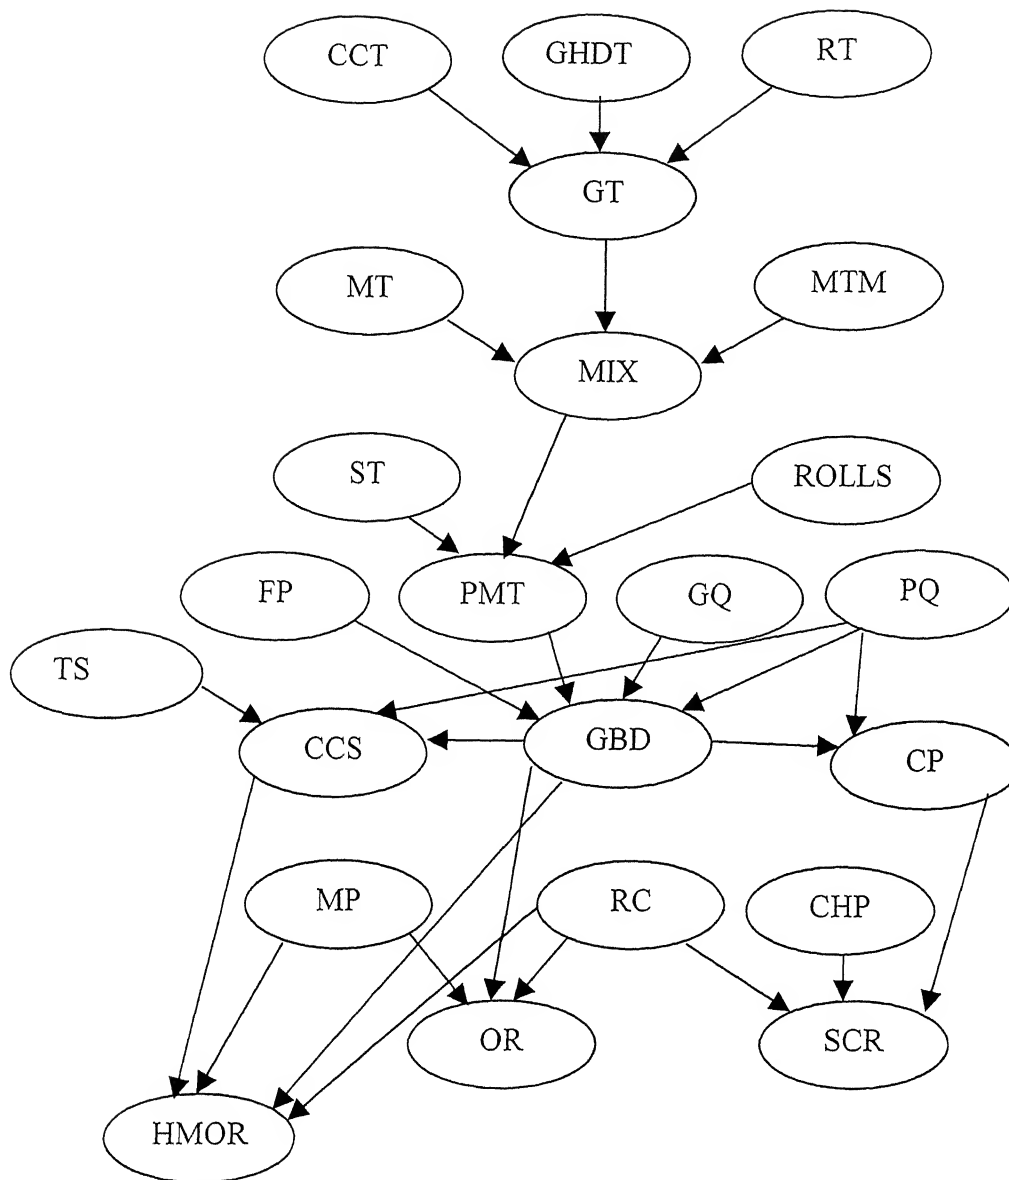 CCT
GHDT
RT
GT
MT
MTM
MIX
ST
ROLLS
FP
PMT
GQ
PQ
TS
CCS
GBD
CP
MP
RC
CHP
OR
SCR
HMOR